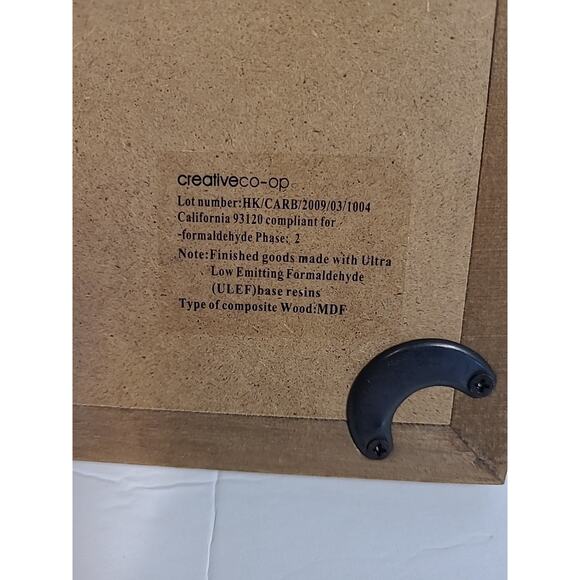 creativeco-op
Lot number:HK/CARB/2009/03/1004
California 93120 compliant for
-formaldehyde Phase: 2
Note:Finished goods made with Ultra
Low Emitting Formaldehyde
(ULEF)base resins
Type of composite Wood:MDF